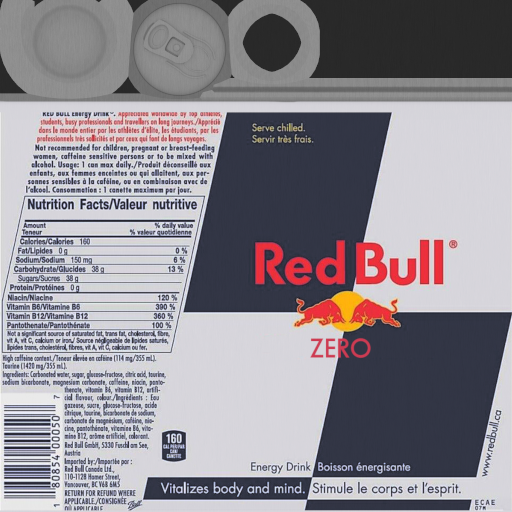 RED BULL Energy Drink®. Appreciated worldwide by top athletes,
students, busy professionals and travellers on long journeys./Apprécié
dans le monde entier par les athlètes d'élite, les étudiants, par les
professionnels très sollicités et par ceux qui font de longs voyages.
Not recommended for children, pregnant or breast-feeding
women, caffeine sensitive persons or to be mixed with
alcohol. Usage: 1 can max daily./Produit déconseillé aux
enfants, aux femmes enceintes ou qui allaitent, aux per-
sonnes sensibles à la caféine, ou en combinaison avec de
l'alcool. Consommation : 1 canette maximum par jour.
Nutrition Facts/Valeur nutritive
Amount % daily value
Teneur % valeur quotidienne
Calories/Calories 160
Fat/Lipides 0 g 0 %
Sodium/Sodium 150 mg 6 %
Carbohydrate/Glucides 38 g 13 %
Sugars/Sucres 38 g
Protein/Protéines 0 g
Niacin/Niacine 120 %
Vitamin B6/Vitamine B6 390 %
Vitamin B12/Vitamine B12 360 %
Pantothenate/Pantothénate 100 %
Not a significant source of saturated fat, trans fat, cholesterol, fibre,
vit A, vit C, calcium or iron./ Source négligeable de lipides saturés,
lipides trans, cholestérol, fibres, vit A, vit C, calcium ou fer.
High caffeine content./Teneur élevée en caféine (114 mg/355 mL).
Taurine (1420 mg/355 mL).
Ingredients: Carbonated water, sugar, glucose-fructose, citric acid, taurine,
sodium bicarbonate, magnesium carbonate, caffeine, niacin, panto-
thenate, vitamin B6, vitamin B12, artifi-
cial flavour, colour./Ingrédients : Eau
gazeuse, sucre, glucose-fructose, acide
citrique, taurine, bicarbonate de sodium,
carbonate de magnésium, caféine, nia-
cine, pantothénate, vitamine B6, vita-
mine B12, arôme artificiel, colorant.
Red Bull GmbH, 5330 Fuschl am See,
Austria
Imported by:/Importée par :
Red Bull Canada Ltd.,
110-1128 Homer Street,
Vancouver, BC V6B 6M5
RETURN FOR REFUND WHERE
APPLICABLE./CONSIGNÉE
OÙ APPLICABLE
160
CAL PER/PAR
CAN
CANETTE
Serve chilled.
Servir très frais.
Red Bull®
ZERO
Energy Drink Boisson énergisante
Vitalizes body and mind. Stimule le corps et l'esprit.
www.redbull.ca
ECAE